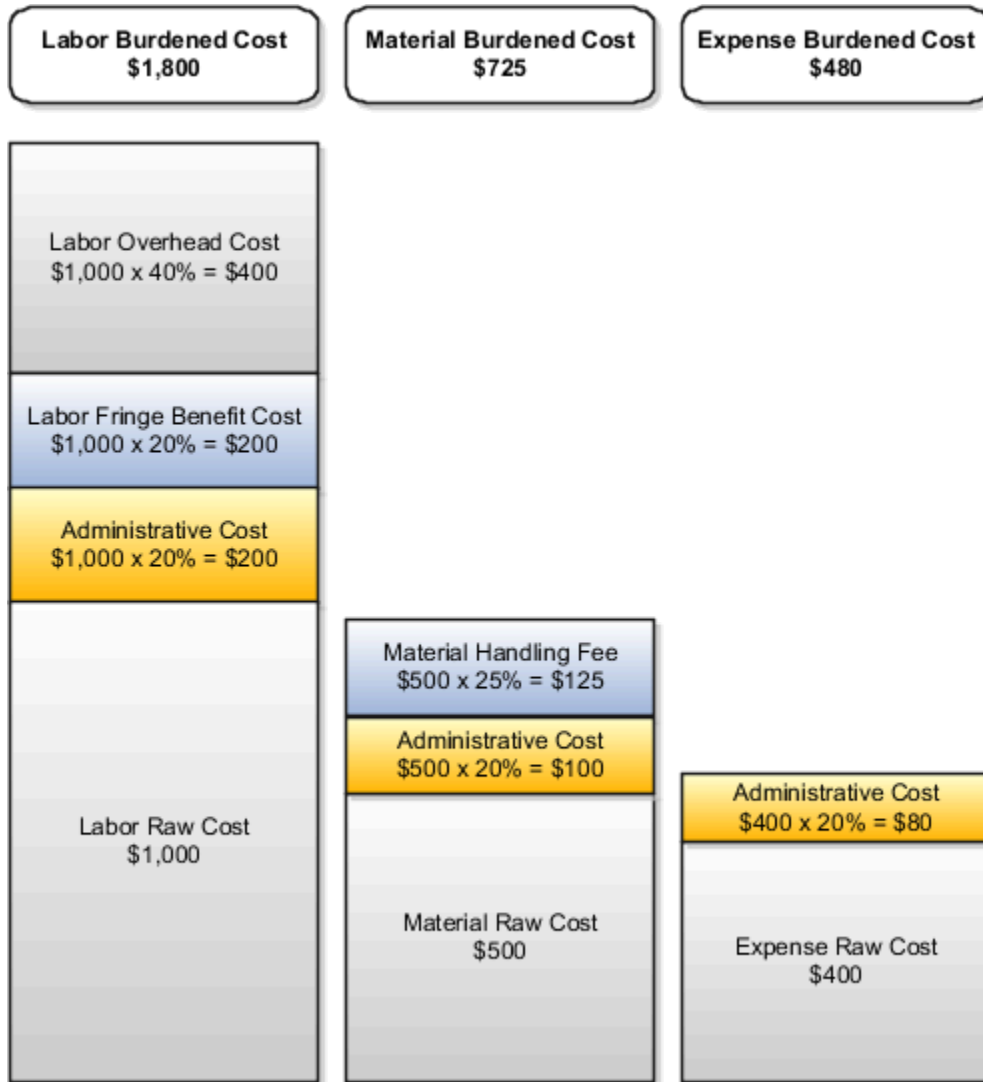 Labor Burdened Cost
$1,800
Material Burdened Cost
$725
Expense Burdened Cost
$480
Labor Overhead Cost
$1,000 x 40% = $400
Labor Fringe Benefit Cost
$1,000 x 20% = $200
Administrative Cost
$1,000 x 20% = $200
Labor Raw Cost
$1,000
Material Handling Fee
$500 x 25% = $125
Administrative Cost
$500 x 20% = $100
Material Raw Cost
$500
Administrative Cost
$400 x 20% = $80
Expense Raw Cost
$400